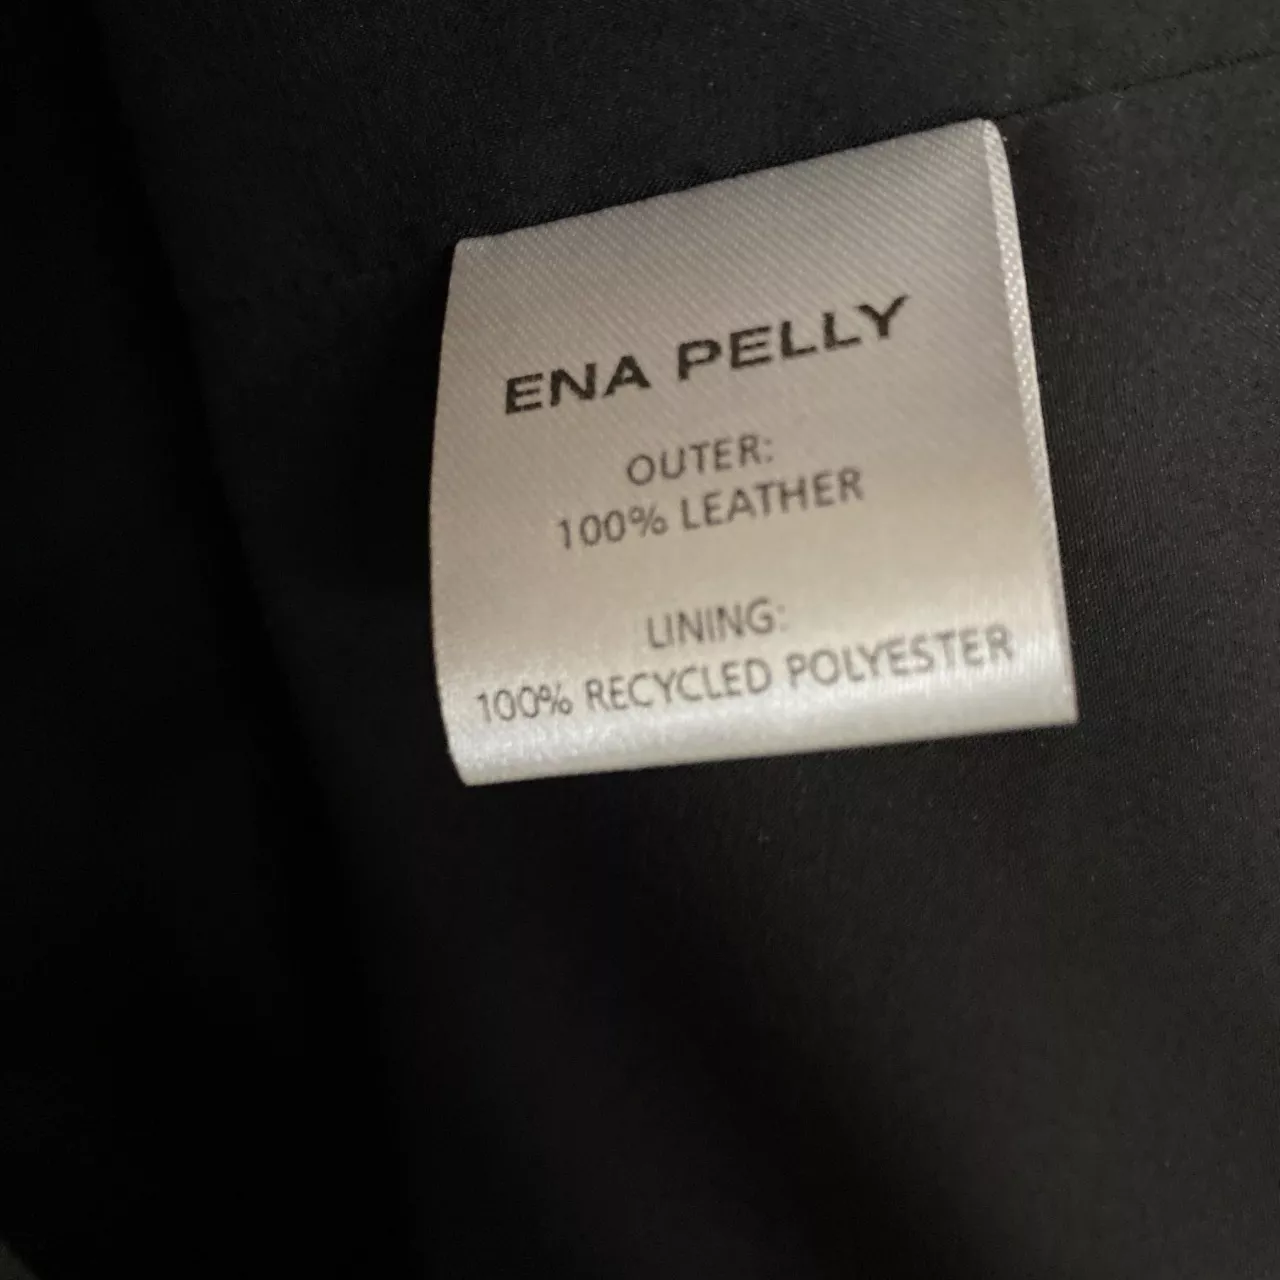 ENA PELLY
OUTER:
100% LEATHER
LINING:
100% RECYCLED POLYESTER